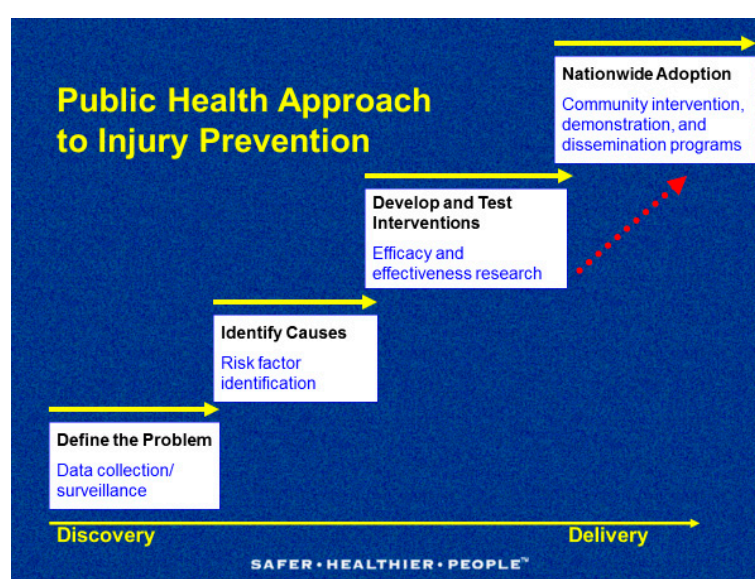 Public Health Approach
to Injury Prevention
Nationwide Adoption
Community intervention,
demonstration, and
dissemination programs
Develop and Test
Interventions
Efficacy and
effectiveness research
Identify Causes
Risk factor
identification
Define the Problem
Data collection/
surveillance
Discovery
Delivery
SAFER•HEALTHIER•PEOPLE™